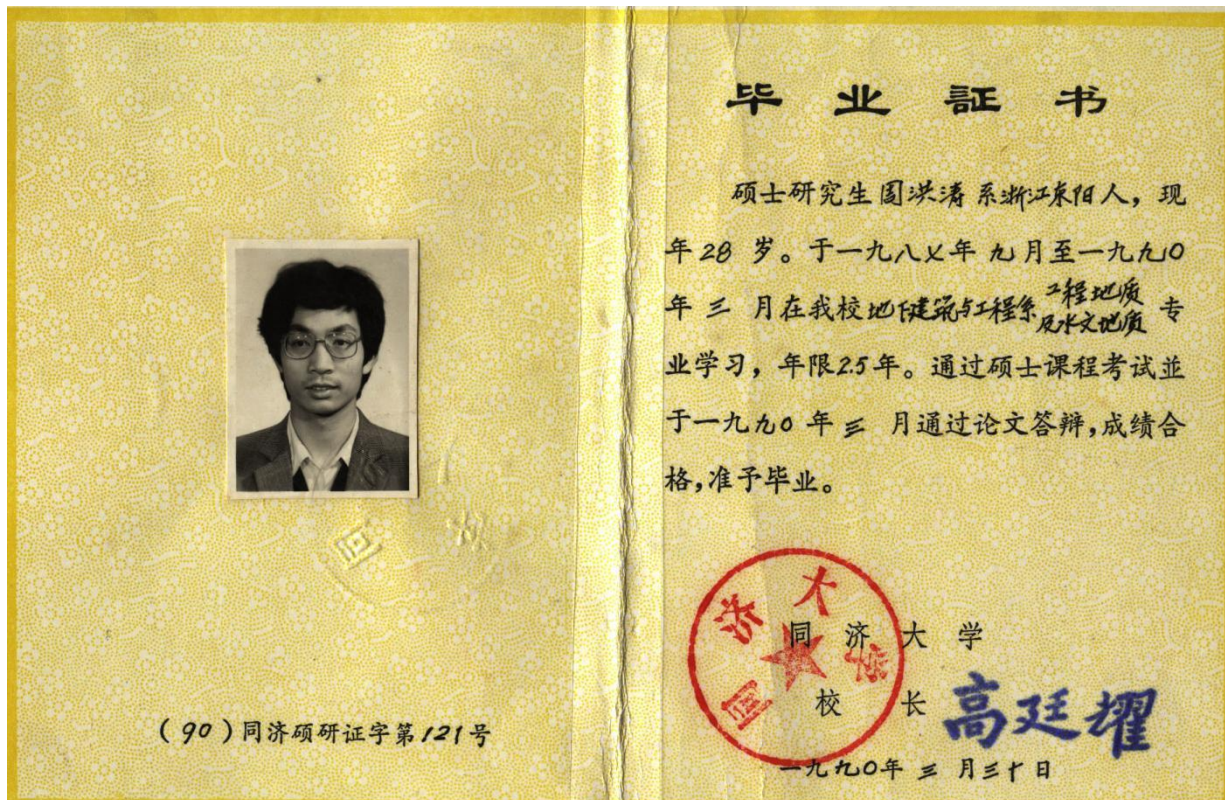 (90)同济硕研证字第121号
毕业証书
硕士研究生周洪涛系浙江东阳人，现
年28岁。于一九八七年九月至一九九〇
年三月在我校地下建筑与工程系工程地质及水文地质专
业学习，年限2.5年。通过硕士课程考试並
于一九九〇年三月通过论文答辩，成绩合
格，准予毕业。
同济大学
同济大学
校长 高廷耀
一九九〇年三月三十日